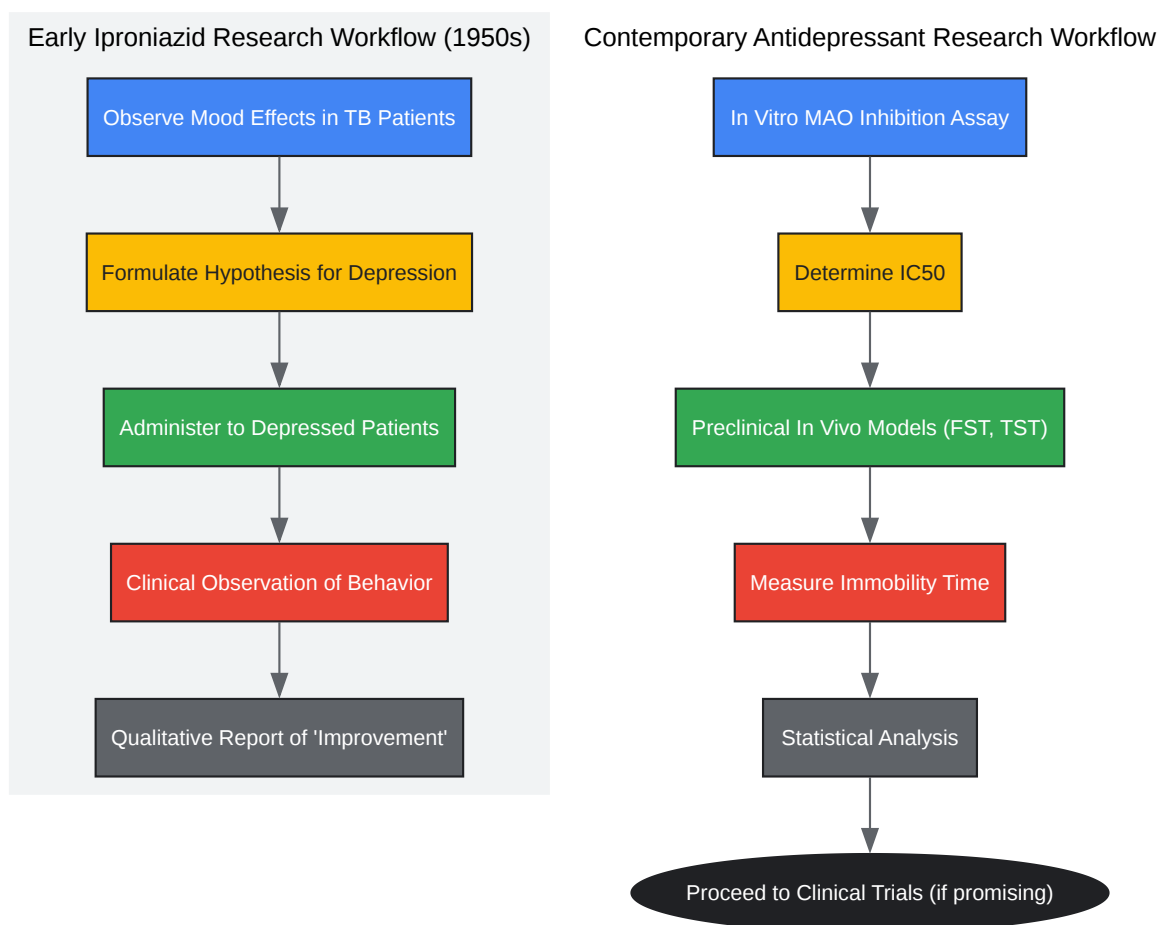 Early Iproniazid Research Workflow (1950s)
Observe Mood Effects in TB Patients
Formulate Hypothesis for Depression
Administer to Depressed Patients
Clinical Observation of Behavior
Qualitative Report of 'Improvement'
Contemporary Antidepressant Research Workflow
In Vitro MAO Inhibition Assay
Determine IC50
Preclinical In Vivo Models (FST, TST)
Measure Immobility Time
Statistical Analysis
Proceed to Clinical Trials (if promising)